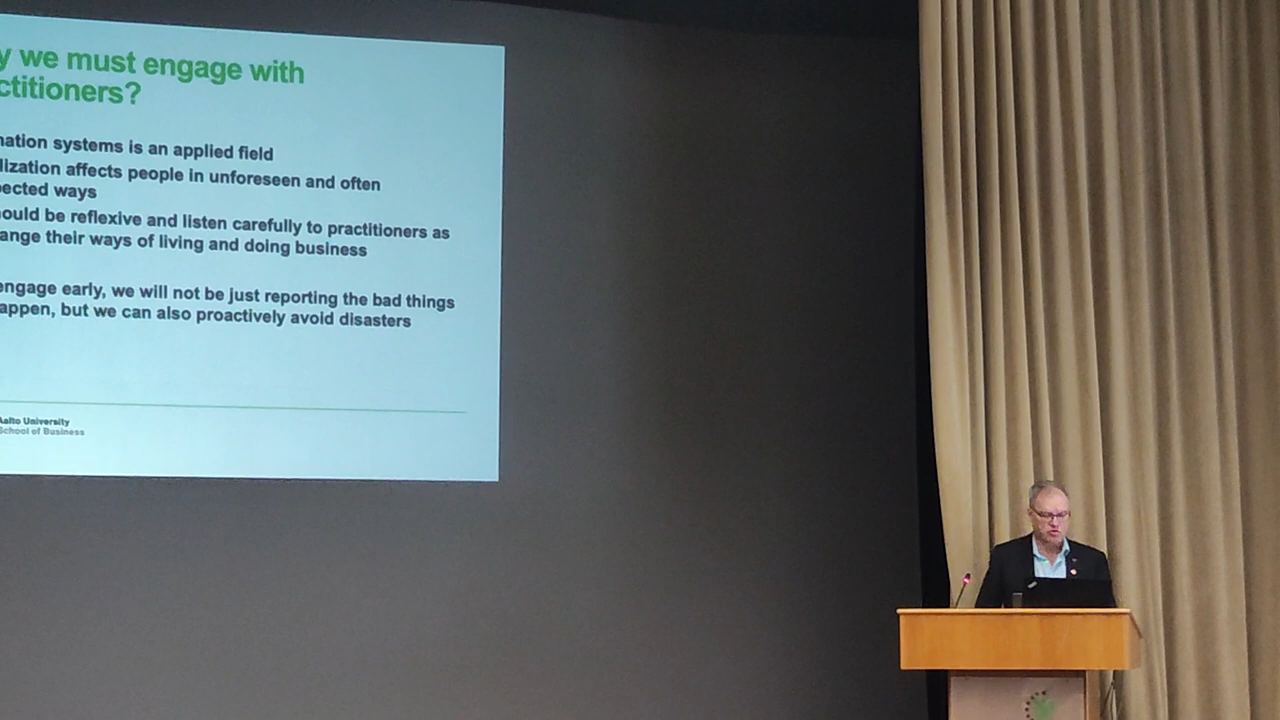 y we must engage with
ctitioners?
nation systems is an applied field
lization affects people in unforeseen and often
pected ways
ould be reflexive and listen carefully to practitioners as
ange their ways of living and doing business
engage early, we will not be just reporting the bad things
appen, but we can also proactively avoid disasters
Aalto University
School of Business